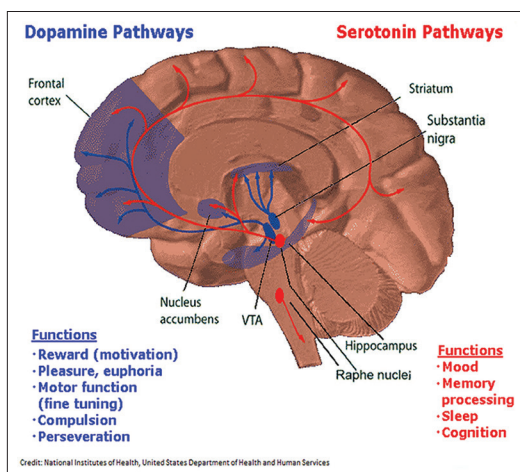 Dopamine Pathways
Serotonin Pathways
Frontal
cortex
Striatum
Substantia
nigra
Nucleus
accumbens
VTA
Hippocampus
Raphe nuclei
Functions
·Reward (motivation)
·Pleasure, euphoria
·Motor function
(fine tuning)
·Compulsion
·Perseveration
Functions
·Mood
·Memory
processing
·Sleep
·Cognition
Credit: National Institutes of Health, United States Department of Health and Human Services